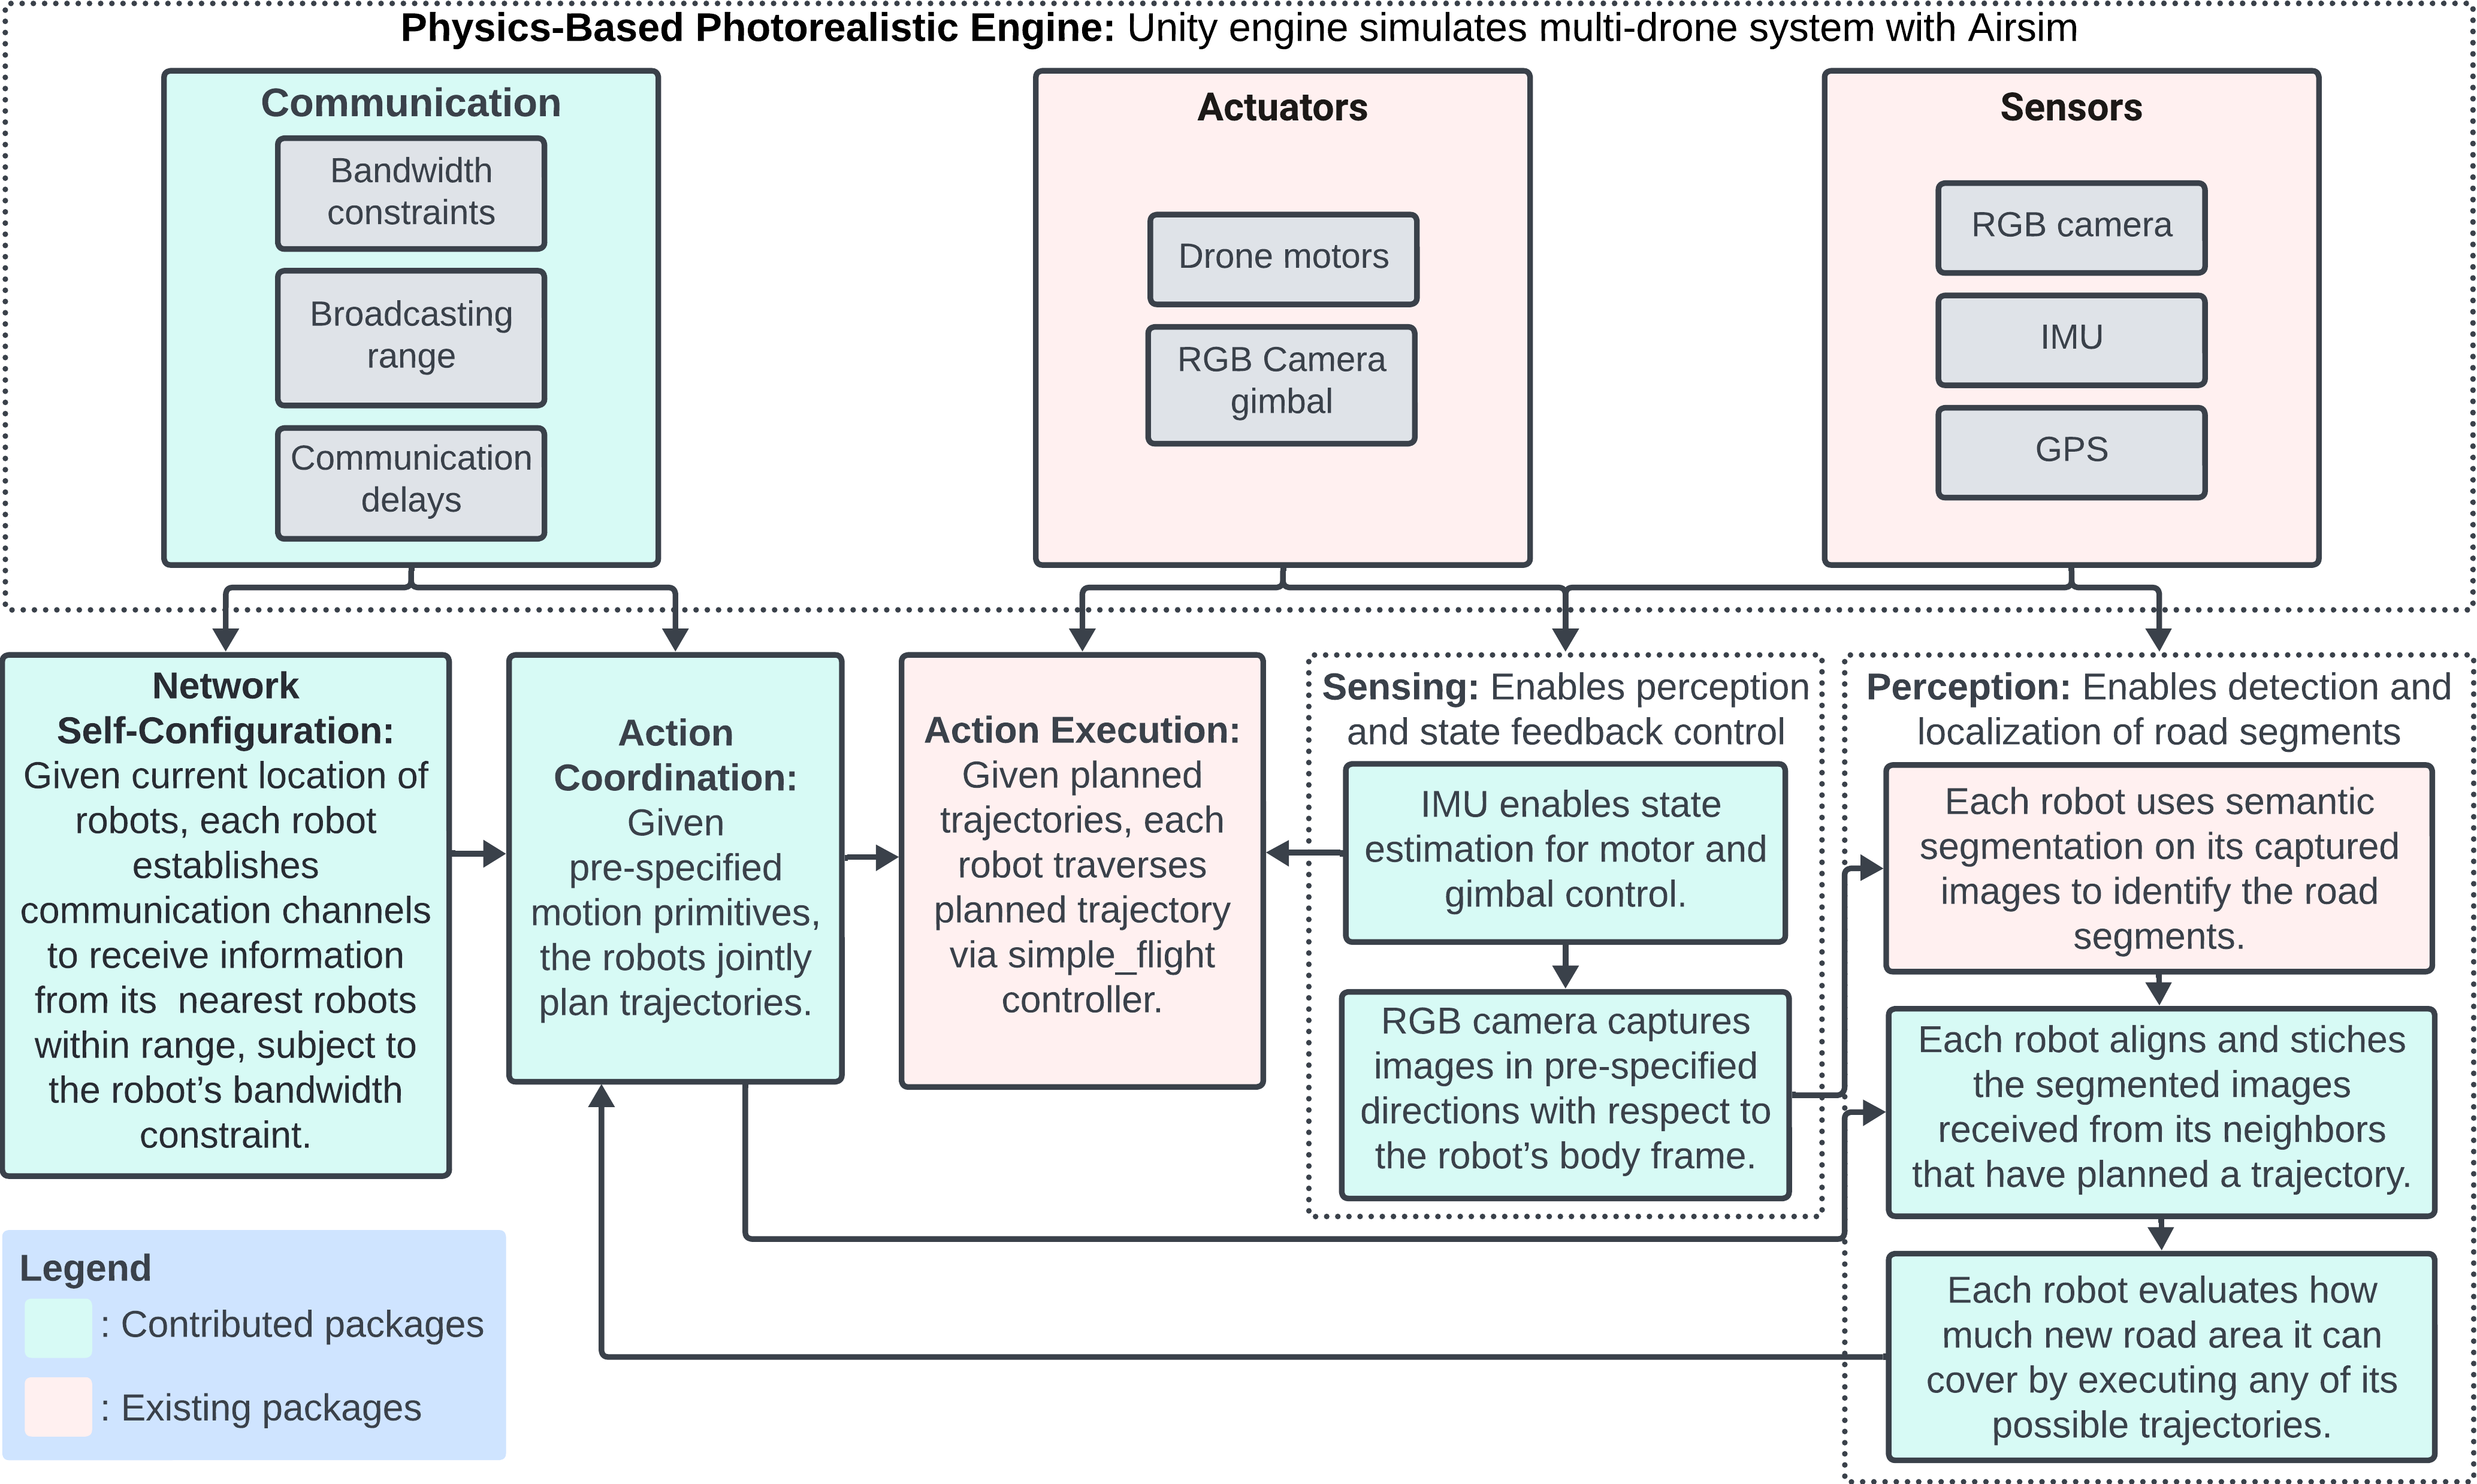 Physics-Based Photorealistic Engine: Unity engine simulates multi-drone system with Airsim
Communication
Bandwidth
constraints
Broadcasting
range
Communication
delays
Actuators
Drone motors
RGB Camera
gimbal
Sensors
RGB camera
IMU
GPS
Network
Self-Configuration:
Given current location of
robots, each robot
establishes
communication channels
to receive information
from its nearest robots
within range, subject to
the robot’s bandwidth
constraint.
Action
Coordination:
Given
pre-specified
motion primitives,
the robots jointly
plan trajectories.
Action Execution:
Given planned
trajectories, each
robot traverses
planned trajectory
via simple_flight
controller.
Sensing: Enables perception
and state feedback control
IMU enables state
estimation for motor and
gimbal control.
RGB camera captures
images in pre-specified
directions with respect to
the robot’s body frame.
Perception: Enables detection and
localization of road segments
Each robot uses semantic
segmentation on its captured
images to identify the road
segments.
Each robot aligns and stiches
the segmented images
received from its neighbors
that have planned a trajectory.
Each robot evaluates how
much new road area it can
cover by executing any of its
possible trajectories.
Legend
: Contributed packages
: Existing packages